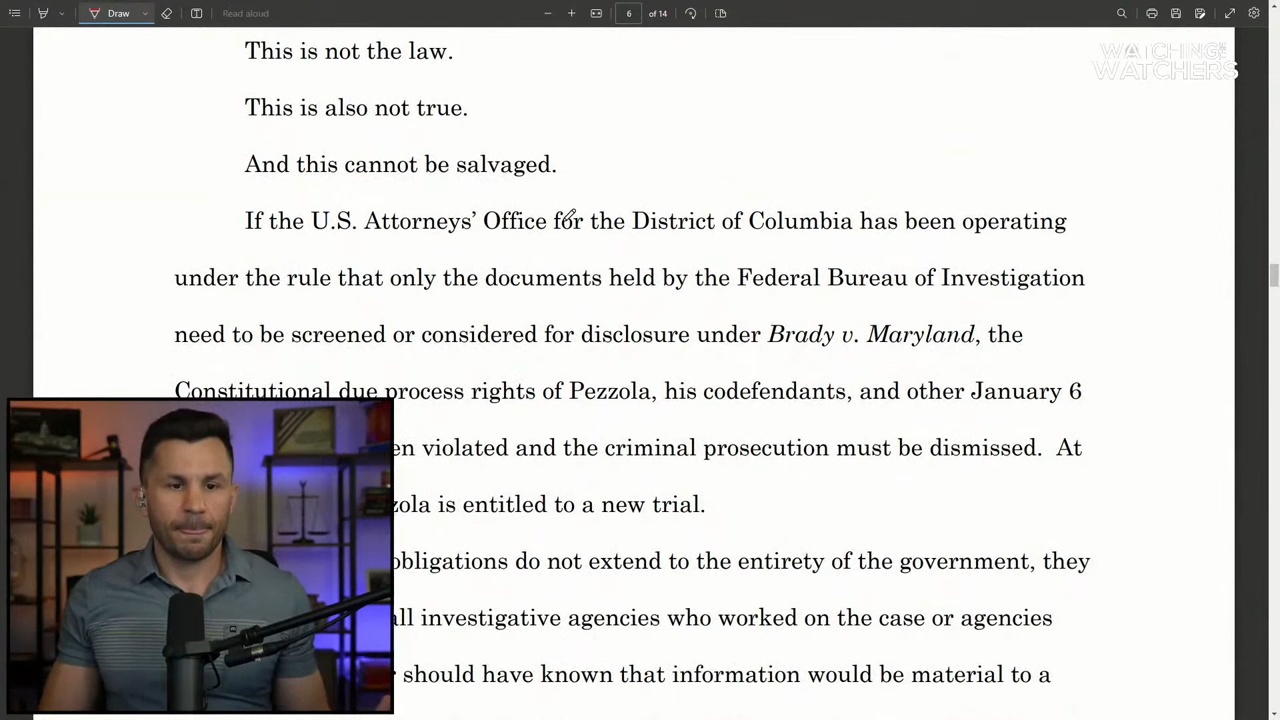 Draw
Read aloud
6 of 14
WATCHING THE
WATCHERS
This is not the law.
This is also not true.
And this cannot be salvaged.
If the U.S. Attorneys’ Office for the District of Columbia has been operating
under the rule that only the documents held by the Federal Bureau of Investigation
need to be screened or considered for disclosure under Brady v. Maryland, the
Constitutional due process rights of Pezzola, his codefendants, and other January 6
en violated and the criminal prosecution must be dismissed. At
zola is entitled to a new trial.
obligations do not extend to the entirety of the government, they
all investigative agencies who worked on the case or agencies
r should have known that information would be material to a